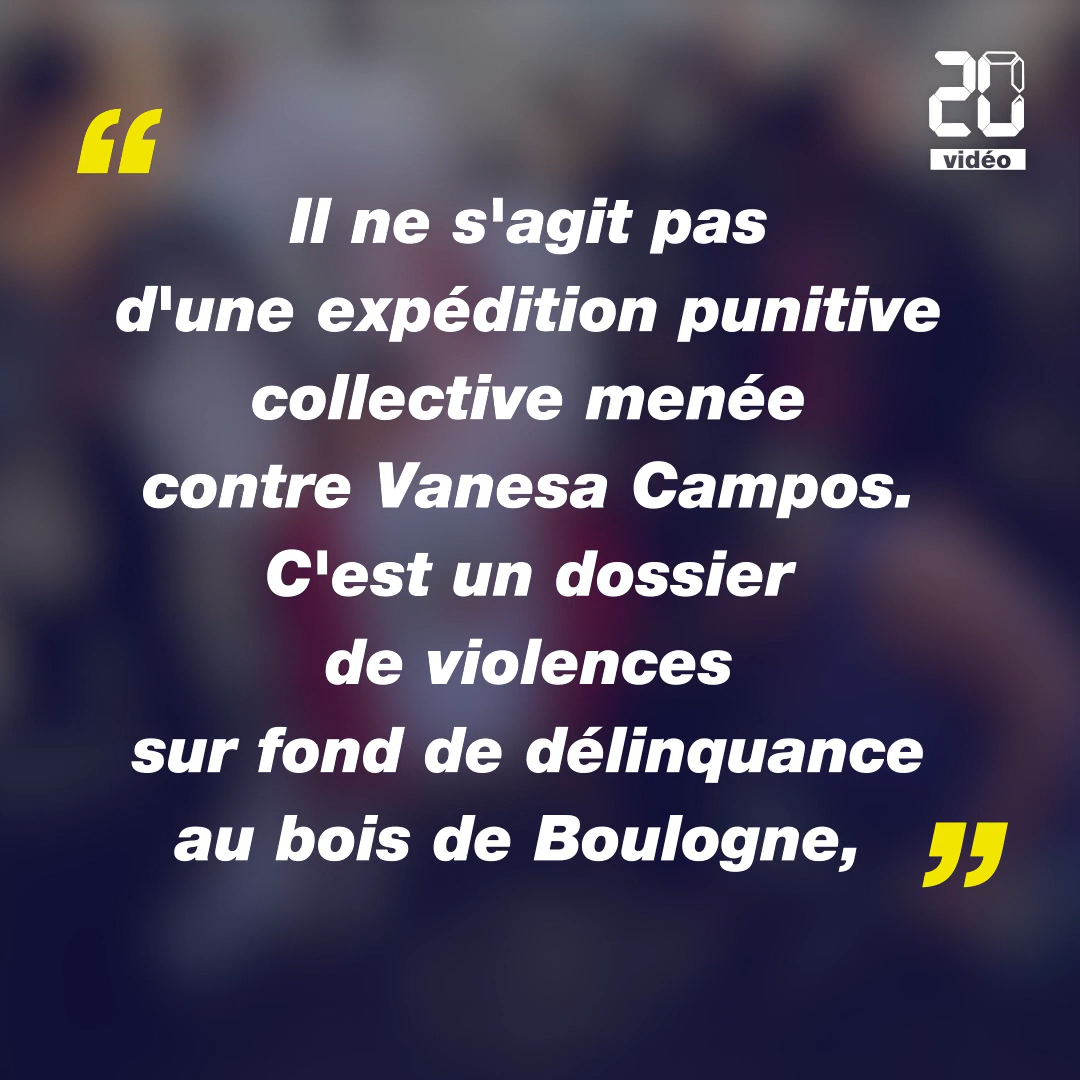 20
vidéo
“
Il ne s'agit pas
d'une expédition punitive
collective menée
contre Vanesa Campos.
C'est un dossier
de violences
sur fond de délinquance
au bois de Boulogne,
”